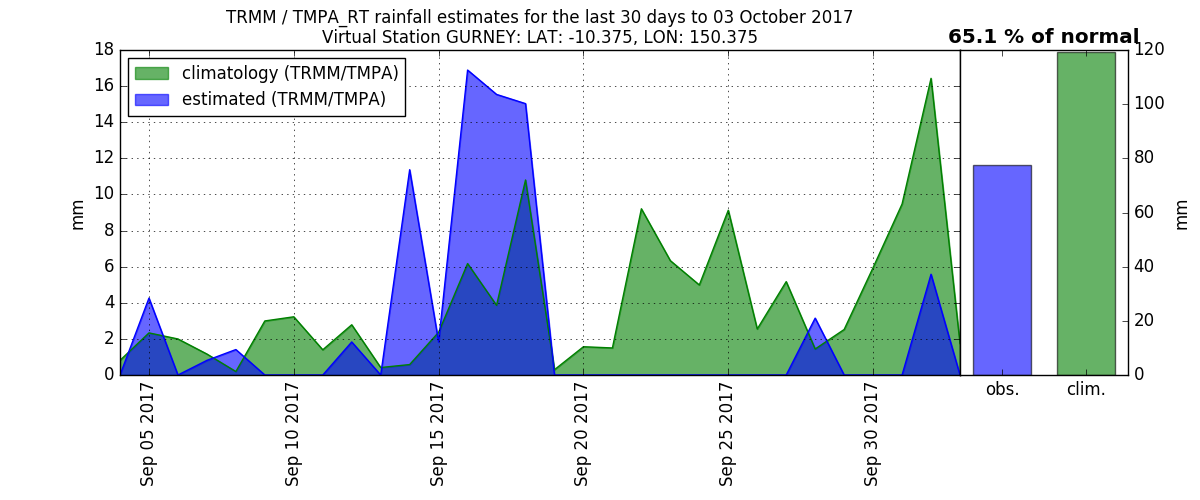 TRMM / TMPA_RT rainfall estimates for the last 30 days to 03 October 2017
Virtual Station GURNEY: LAT: -10.375, LON: 150.375
65.1 % of normal
climatology (TRMM/TMPA)
estimated (TRMM/TMPA)
18
16
14
12
10
8
6
4
2
0
mm
Sep 05 2017
Sep 10 2017
Sep 15 2017
Sep 20 2017
Sep 25 2017
Sep 30 2017
120
100
80
60
40
20
0
mm
obs.
clim.